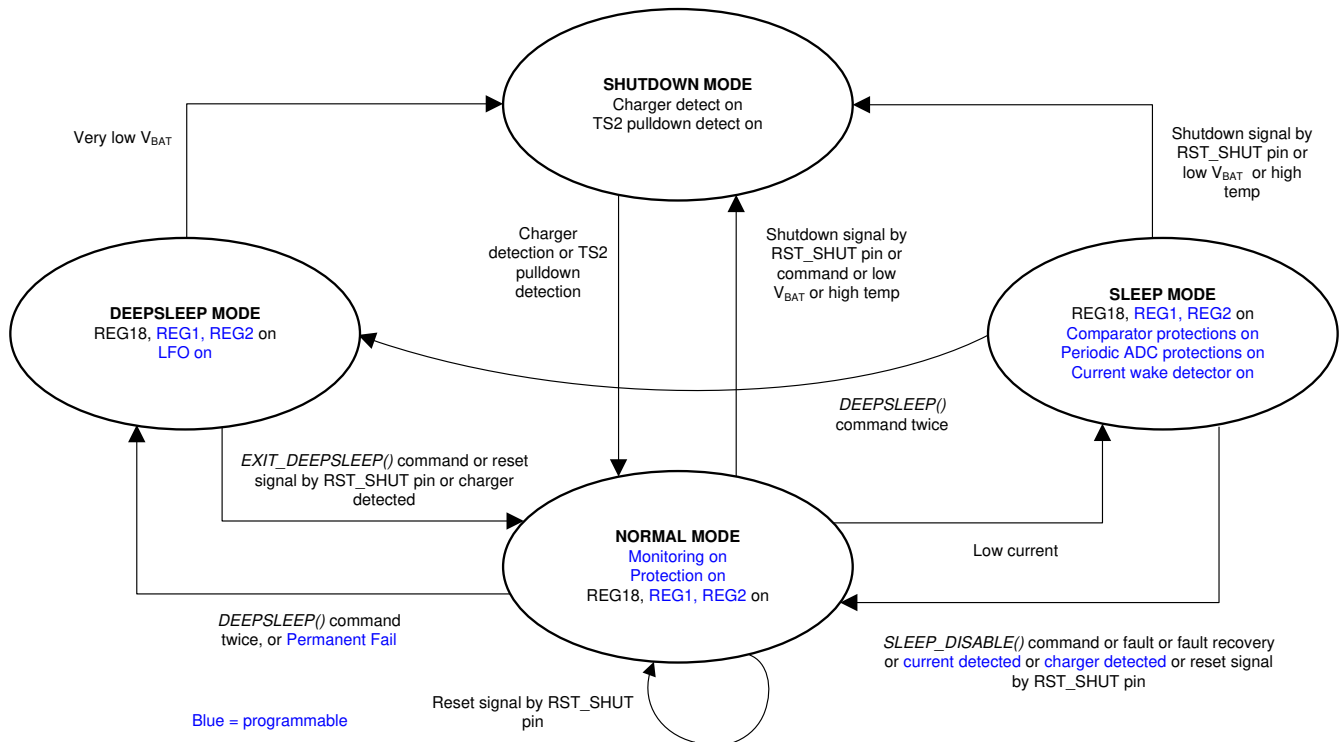 SHUTDOWN MODE
Charger detect on
TS2 pulldown detect on
Very low VBAT
Shutdown signal by
RST_SHUT pin or
low VBAT or high
temp
Charger
detection or TS2
pulldown
detection
Shutdown signal by
RST_SHUT pin or
command or low
VBAT or high temp
DEEPSLEEP MODE
REG18, REG1, REG2 on
LFO on
SLEEP MODE
REG18, REG1, REG2 on
Comparator protections on
Periodic ADC protections on
Current wake detector on
DEEPSLEEP()
command twice
EXIT_DEEPSLEEP() command or reset
signal by RST_SHUT pin or charger
detected
NORMAL MODE
Monitoring on
Protection on
REG18, REG1, REG2 on
Low current
DEEPSLEEP() command
twice, or Permanent Fail
SLEEP_DISABLE() command or fault or fault recovery
or current detected or charger detected or reset signal
by RST_SHUT pin
Reset signal by RST_SHUT
pin
Blue = programmable